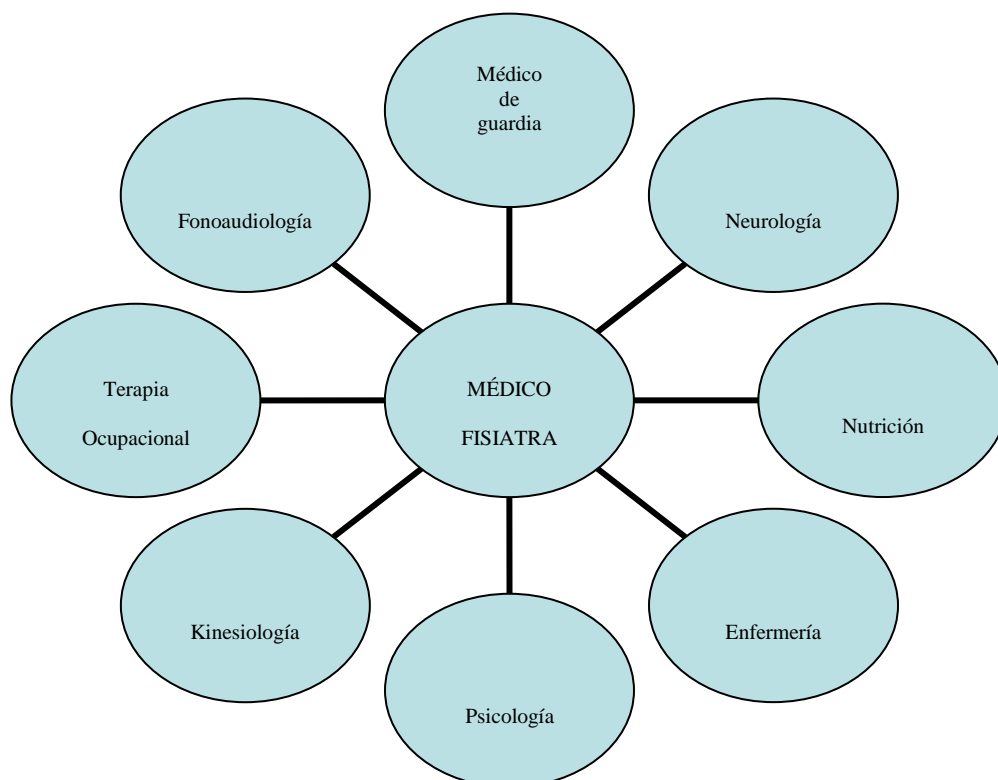 Médico
de
guardia
Fonoaudiología
Neurología
Terapia
Ocupacional
MÉDICO
FISIATRA
Nutrición
Kinesiología
Enfermería
Psicología